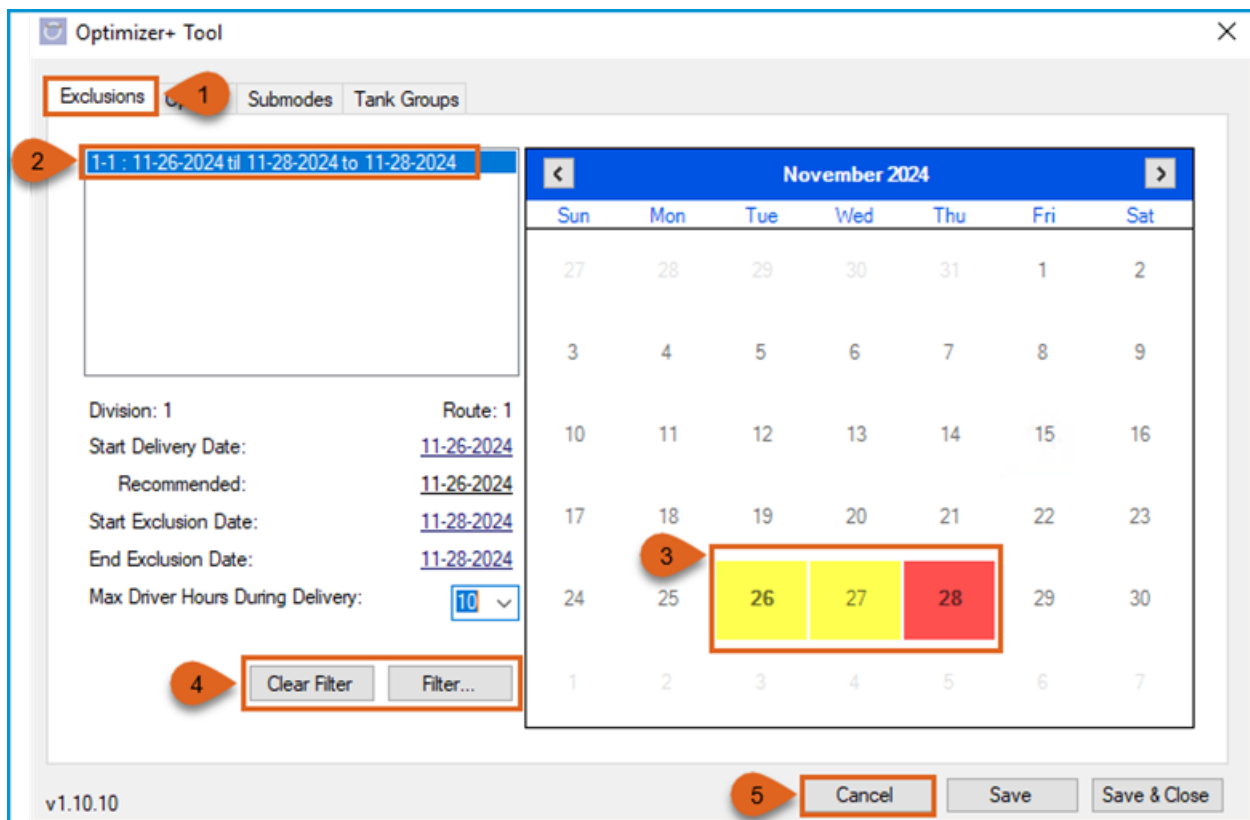 Optimizer+ Tool
Exclusions 1 Submodes Tank Groups
2 1-1 : 11-26-2024 til 11-28-2024 to 11-28-2024
November 2024
Sun Mon Tue Wed Thu Fri Sat
27 28 29 30 31 1 2
3 4 5 6 7 8 9
Division: 1 Route: 1
10 11 12 13 14 15 16
Start Delivery Date: 11-26-2024
Recommended: 11-26-2024
Start Exclusion Date: 11-28-2024
17 18 19 20 21 22 23
End Exclusion Date: 11-28-2024
3
Max Driver Hours During Delivery: 10
24 25 26 27 28 29 30
4 Clear Filter Filter...
1 2 3 4 5 6 7
v1.10.10
5 Cancel Save Save & Close